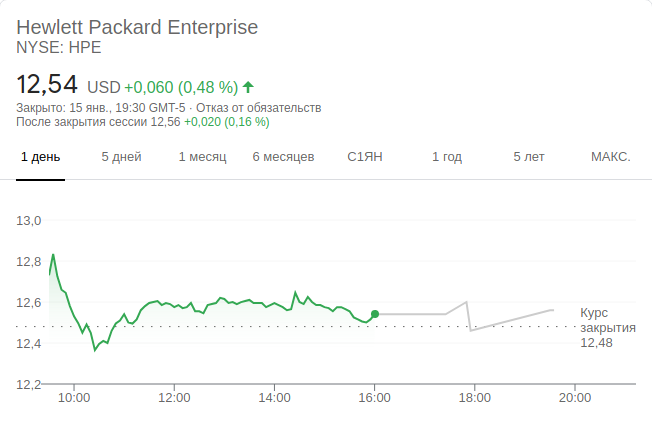 Hewlett Packard Enterprise
NYSE: HPE
12,54 USD +0,060 (0,48 %)
Закрыто: 15 янв., 19:30 GMT-5 · Отказ от обязательств
После закрытия сессии 12,56 +0,020 (0,16 %)
1 день 5 дней 1 месяц 6 месяцев С1ЯН 1 год 5 лет МАКС.
13,0
12,8
12,6
12,4
12,2
Курс
закрытия
12,48
10:00 12:00 14:00 16:00 18:00 20:00